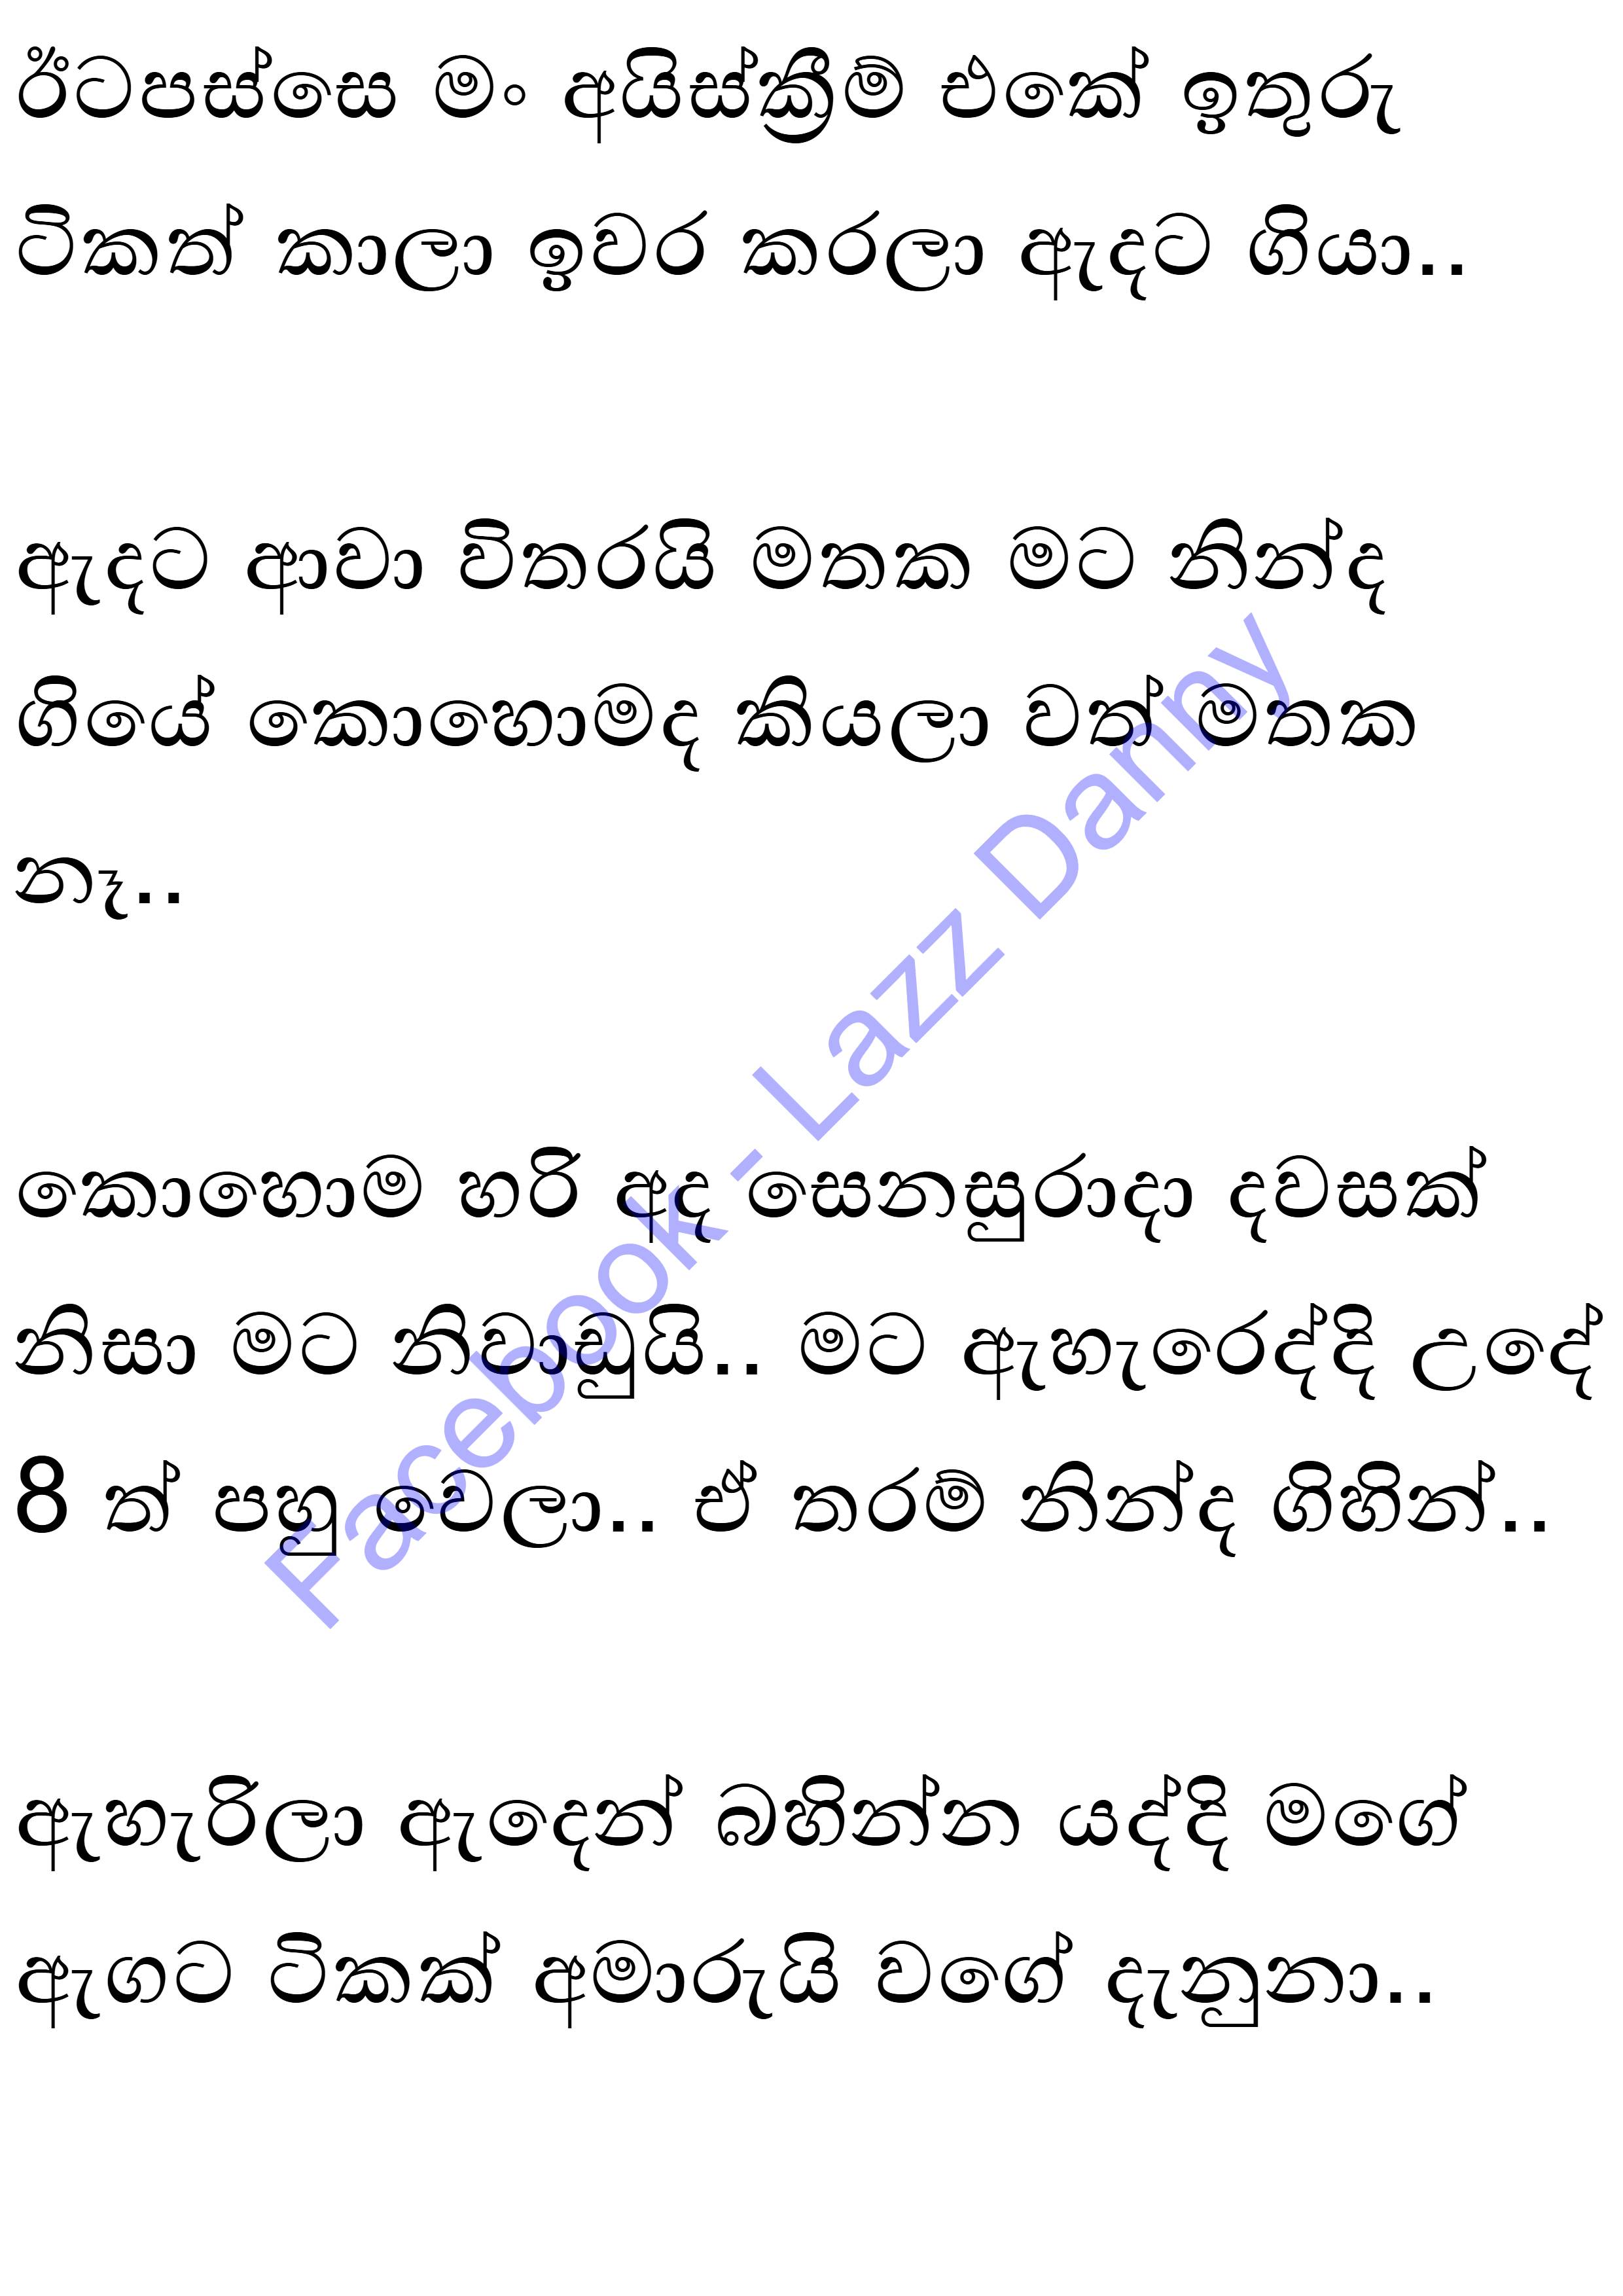 ඊටපස්සෙ මං අයිස්ක්‍රීම් එකේ ඉතුරු
ටිකත් කාලා ඉවර කරලා ඇදට ගියා..
ඇදට ආවා විතරයි මතක මට නින්ද
ගියේ කොහොමද කියලා වත් මතක
නෑ..
කොහොම හරි අද සෙනසුරාදා දවසක්
නිසා මට නිවාඩුයි.. මට ඇහැරෙද්දි උදේ
8 ත් පහු වෙලා.. ඒ තරම් නින්ද ගිහින්..
ඇහැරිලා ඇදෙන් බහින්න යද්දි මගේ
ඇගට ටිකක් අමාරුයි වගේ දැනුනා..
Facebook - Lazz Danny